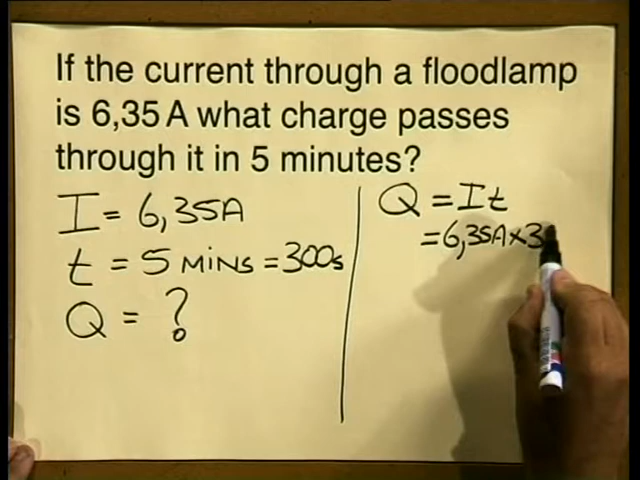 If the current through a floodlamp
is 6,35 A what charge passes
through it in 5 minutes?
I = 6,35A
t = 5 MINS = 300s
Q = ?
Q = It
= 6,35A × 3